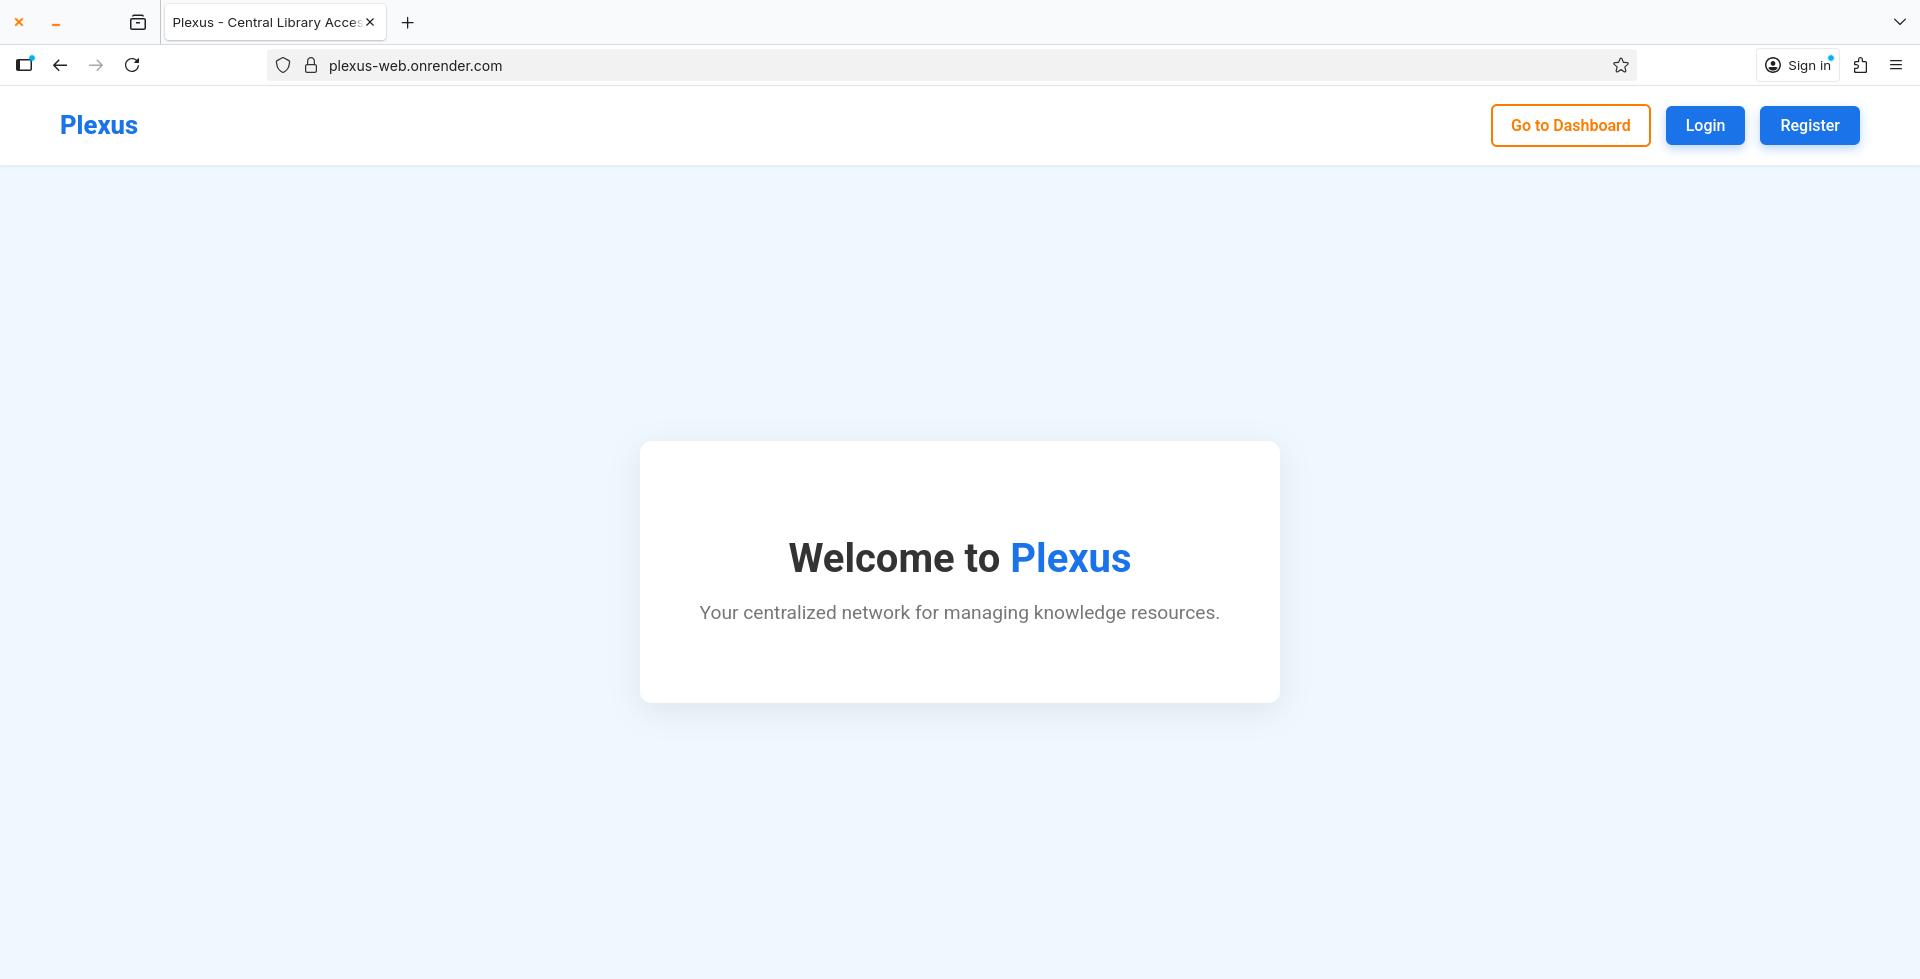 Plexus - Central Library Acces
plexus-web.onrender.com
Sign in
Plexus
Go to Dashboard
Login
Register
Welcome to Plexus
Your centralized network for managing knowledge resources.